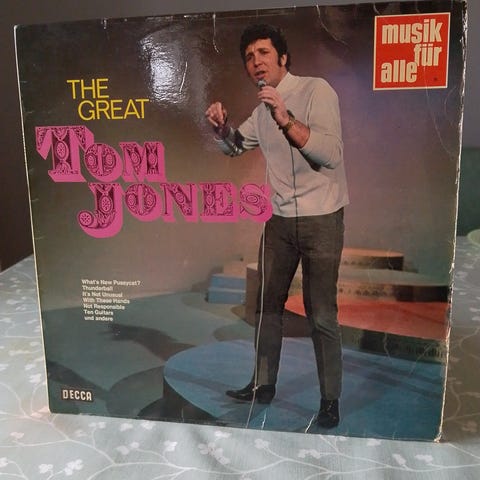 musik
für
alle
THE
GREAT
TOM
JONES
What's New Pussycat?
Thunderball
It's Not Unusual
With These Hands
Not Responsible
Ten Guitars
und andere
DECCA